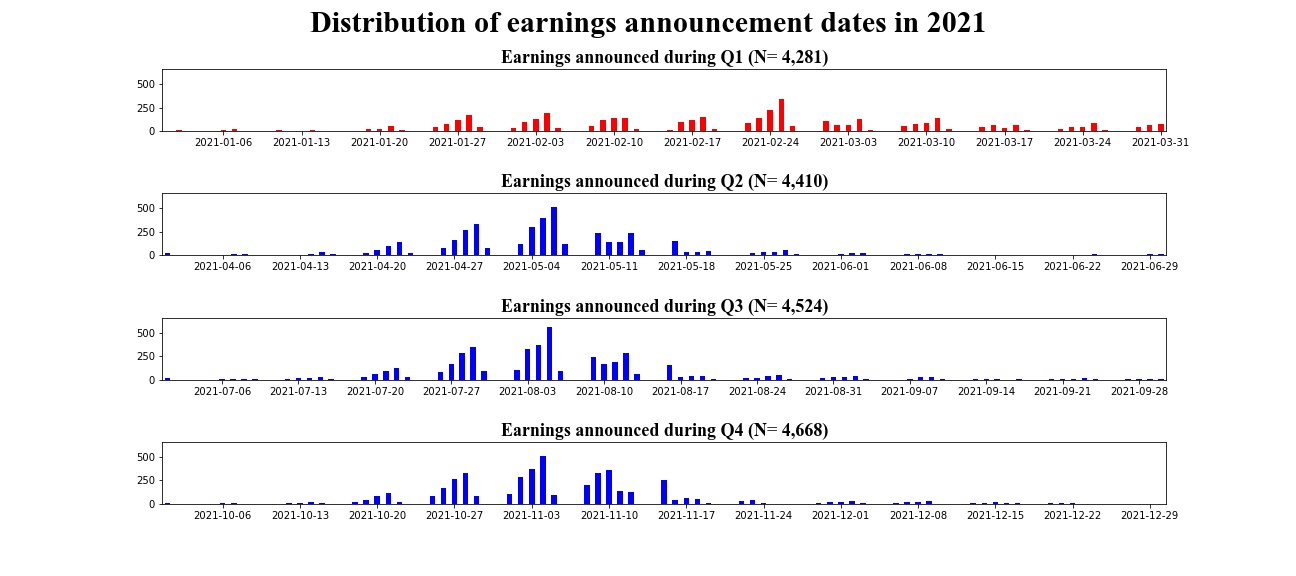 Distribution of earnings announcement dates in 2021
Earnings announced during Q1 (N= 4,281)
500
250
0
2021-01-06 2021-01-13 2021-01-20 2021-01-27 2021-02-03 2021-02-10 2021-02-17 2021-02-24 2021-03-03 2021-03-10 2021-03-17 2021-03-24 2021-03-31
Earnings announced during Q2 (N= 4,410)
500
250
0
2021-04-06 2021-04-13 2021-04-20 2021-04-27 2021-05-04 2021-05-11 2021-05-18 2021-05-25 2021-06-01 2021-06-08 2021-06-15 2021-06-22 2021-06-29
Earnings announced during Q3 (N= 4,524)
500
250
0
2021-07-06 2021-07-13 2021-07-20 2021-07-27 2021-08-03 2021-08-10 2021-08-17 2021-08-24 2021-08-31 2021-09-07 2021-09-14 2021-09-21 2021-09-28
Earnings announced during Q4 (N= 4,668)
500
250
0
2021-10-06 2021-10-13 2021-10-20 2021-10-27 2021-11-03 2021-11-10 2021-11-17 2021-11-24 2021-12-01 2021-12-08 2021-12-15 2021-12-22 2021-12-29